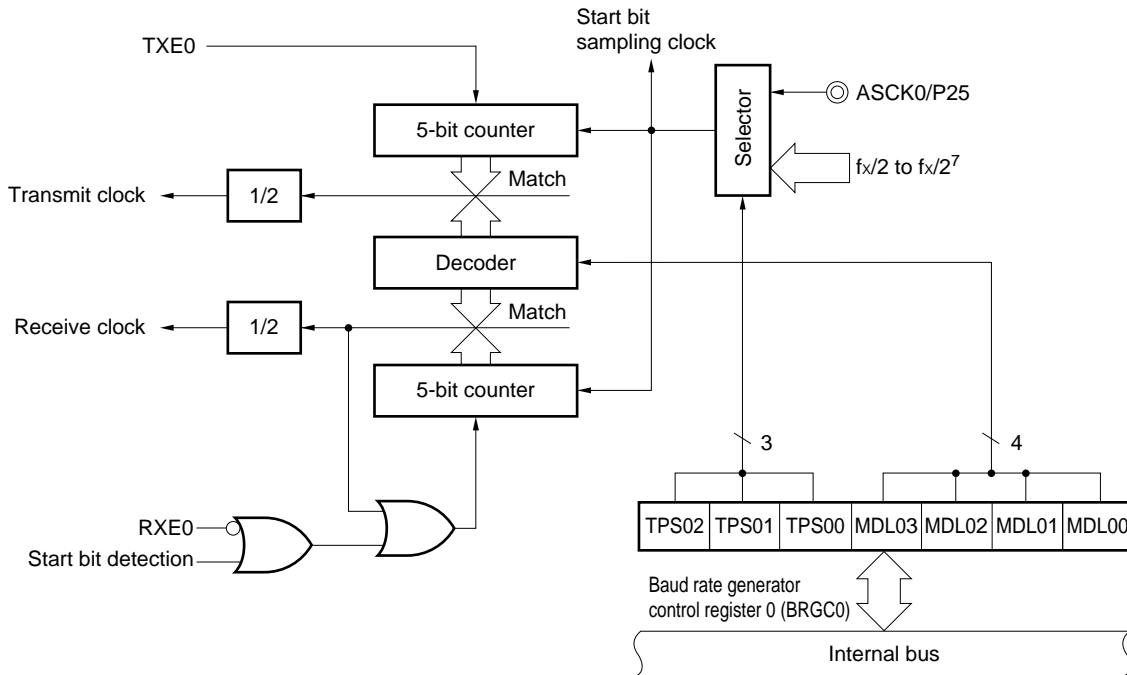 Start bit
sampling clock
TXE0
ASCK0/P25
Selector
5-bit counter
fX/2 to fX/2⁷
Match
Transmit clock
1/2
Decoder
Match
Receive clock
1/2
5-bit counter
3
4
RXE0
Start bit detection
TPS02 TPS01 TPS00 MDL03 MDL02 MDL01 MDL00
Baud rate generator
control register 0 (BRGC0)
Internal bus